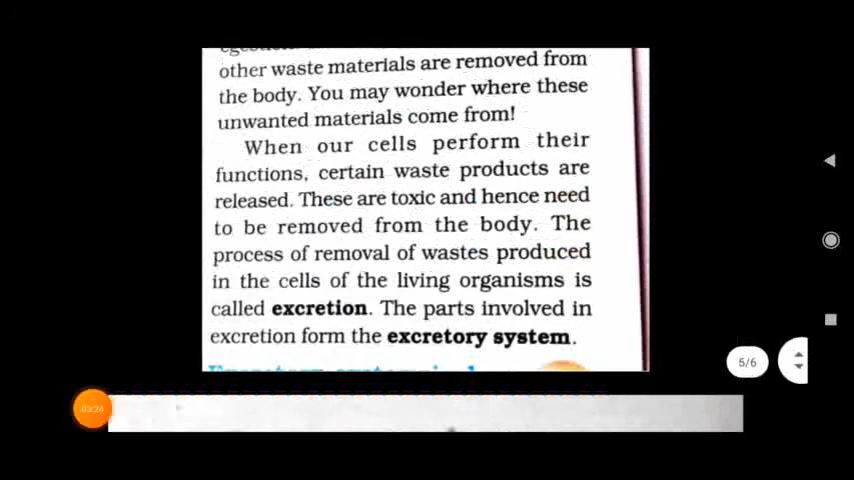 other waste materials are removed from
the body. You may wonder where these
unwanted materials come from!
When our cells perform their
functions, certain waste products are
released. These are toxic and hence need
to be removed from the body. The
process of removal of wastes produced
in the cells of the living organisms is
called excretion. The parts involved in
excretion form the excretory system.
5/6
03:24